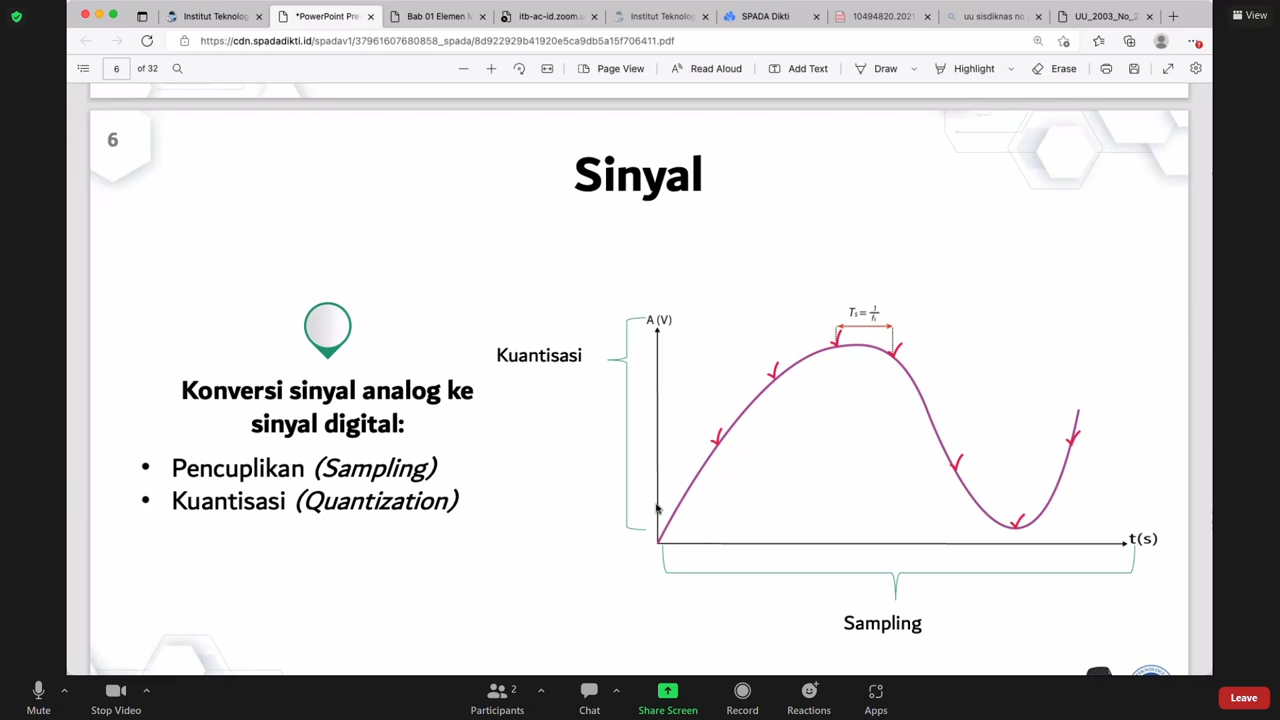 Institut Teknolog
*PowerPoint Pre
Bab 01 Elemen M
itb-ac-id.zoom.u
Institut Teknolog
SPADA Dikti
10494820.2021
uu sisdiknas no
UU_2003_No_2
View
https://cdn.spadadikti.id/spadav1/37961607680858_spada/8d922929b41920e5ca9db5a15f706411.pdf
6 of 32
Page View
Read Aloud
Add Text
Draw
Highlight
Erase
6
Sinyal
Konversi sinyal analog ke
sinyal digital:
• Pencuplikan (Sampling)
• Kuantisasi (Quantization)
Kuantisasi
A (V)
t(s)
Sampling
Mute
Stop Video
Participants 2
Chat
Share Screen
Record
Reactions
Apps
Leave